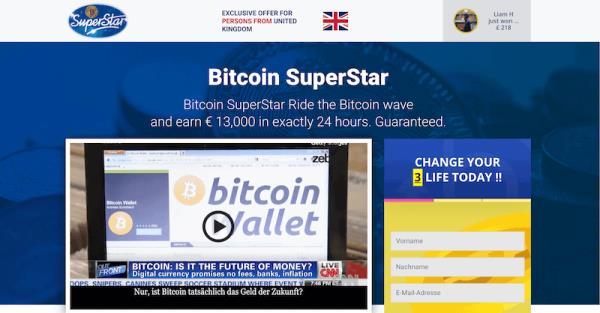 SuperStar
EXCLUSIVE OFFER FOR
PERSONS FROM UNITED
KINGDOM
Liam H
just won ...
£ 218
Bitcoin SuperStar
Bitcoin SuperStar Ride the Bitcoin wave
and earn € 13,000 in exactly 24 hours. Guaranteed.
zeb
Bitcoin Wallet
bitcoin
wallet
OUT
FRONT
BITCOIN: IS IT THE FUTURE OF MONEY?
Digital currency promises no fees, banks, inflation
LIVE
CNN
DOPS, SNIPERS, CANINES SWEEP SOCCER STADIUM WHERE EVENT
Nur, ist Bitcoin tatsächlich das Geld der Zukunft?
CHANGE YOUR
3 LIFE TODAY !!
Vorname
Nachname
E-Mail-Adresse